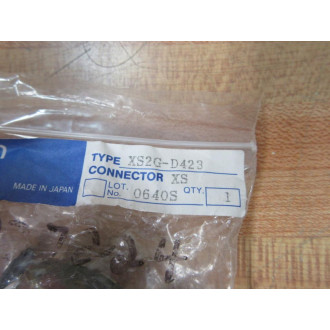 n
MADE IN JAPAN
TYPE XS2G-D423
CONNECTOR XS
LOT. No. 0640S QTY. 1